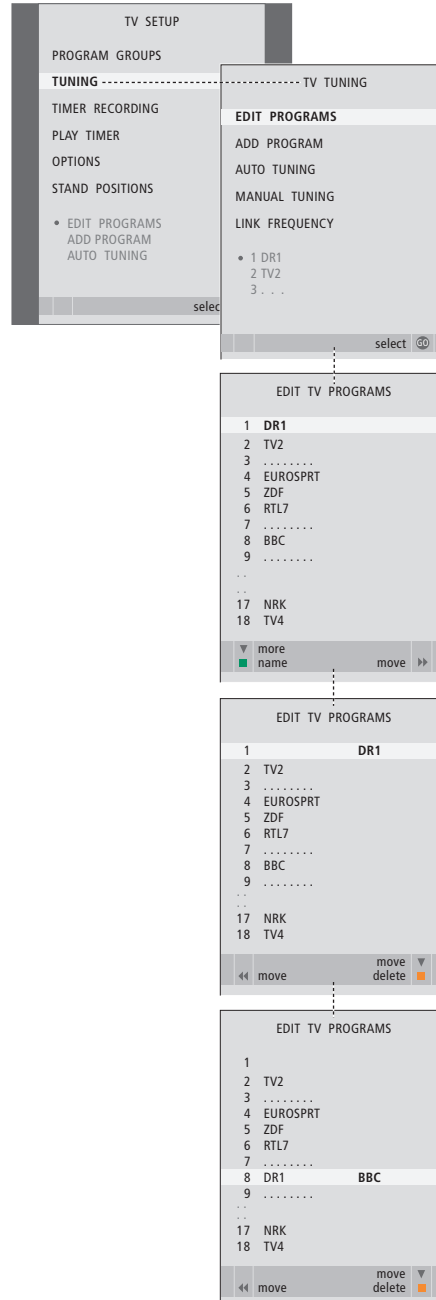 TV SETUP
PROGRAM GROUPS
TUNING
TIMER RECORDING
PLAY TIMER
OPTIONS
STAND POSITIONS
• EDIT PROGRAMS
ADD PROGRAM
AUTO TUNING
selec
TV TUNING
EDIT PROGRAMS
ADD PROGRAM
AUTO TUNING
MANUAL TUNING
LINK FREQUENCY
• 1 DR1
2 TV2
3 . . .
select GO
EDIT TV PROGRAMS
1 DR1
2 TV2
3 . . . . . . . .
4 EUROSPRT
5 ZDF
6 RTL7
7 . . . . . . . .
8 BBC
9 . . . . . . . .
. .
. .
17 NRK
18 TV4
▼ more
■ name move ▶▶
EDIT TV PROGRAMS
1 DR1
2 TV2
3 . . . . . . . .
4 EUROSPRT
5 ZDF
6 RTL7
7 . . . . . . . .
8 BBC
9 . . . . . . . .
. .
. .
17 NRK
18 TV4
move ▼
◀◀ move delete ■
EDIT TV PROGRAMS
1
2 TV2
3 . . . . . . . .
4 EUROSPRT
5 ZDF
6 RTL7
7 . . . . . . . .
8 DR1 BBC
9 . . . . . . . .
. .
. .
17 NRK
18 TV4
move ▼
◀◀ move delete ■